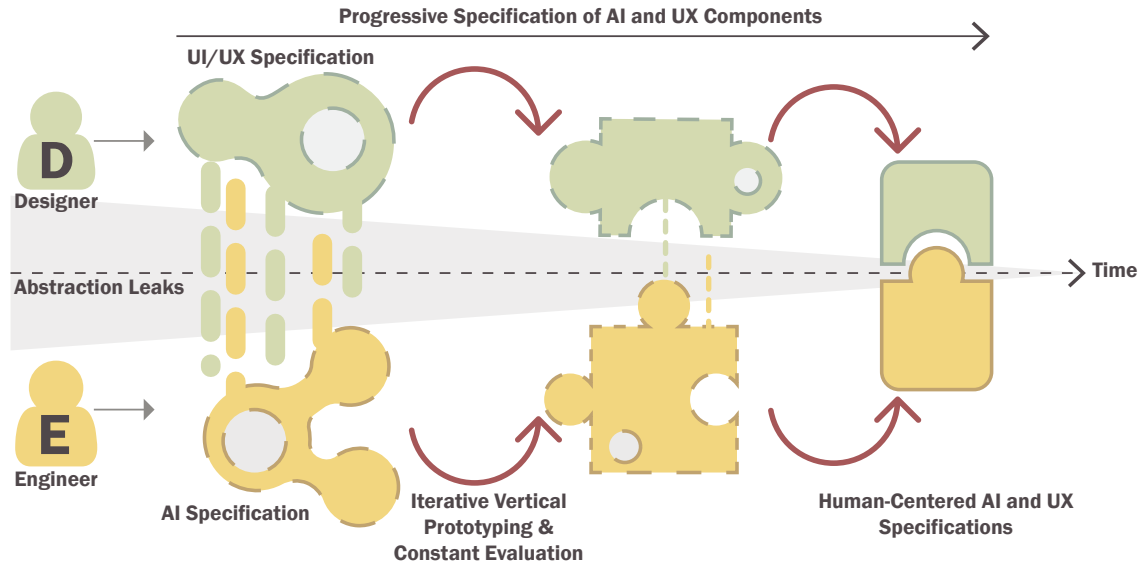 Progressive Specification of AI and UX Components
UI/UX Specification
D
Designer
Abstraction Leaks
Time
E
Engineer
AI Specification
Iterative Vertical
Prototyping &
Constant Evaluation
Human-Centered AI and UX
Specifications